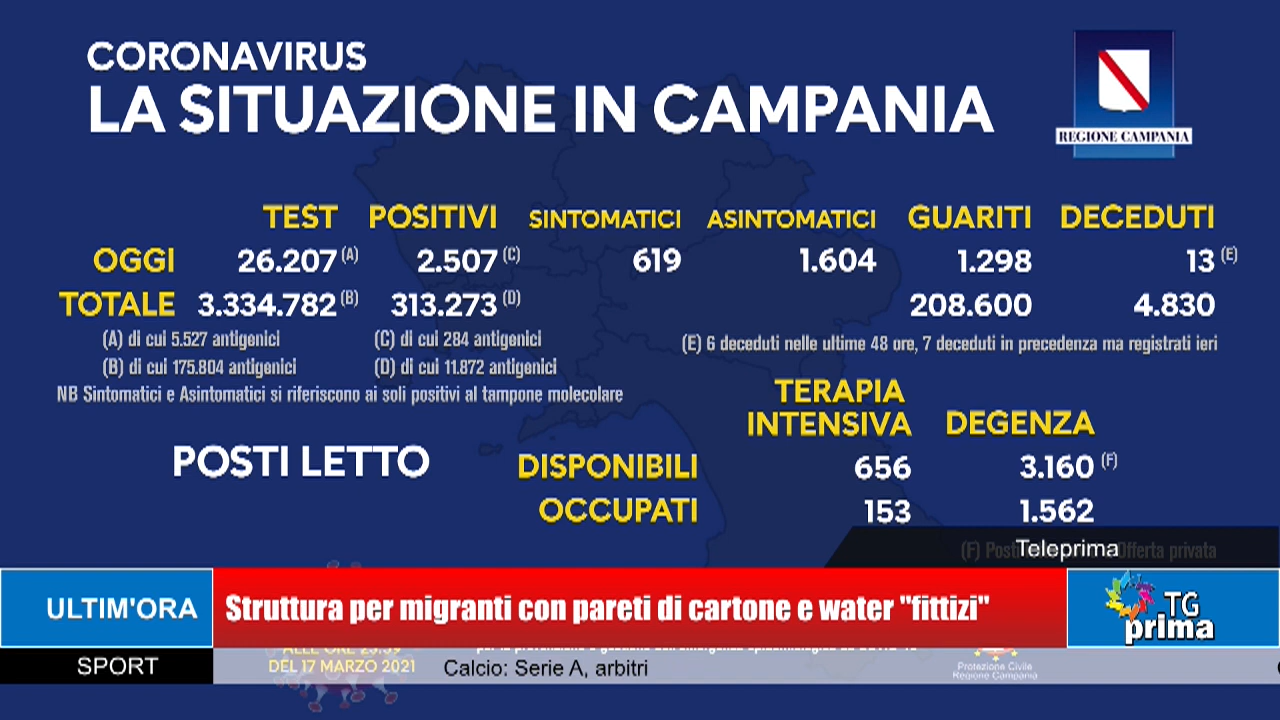 CORONAVIRUS
LA SITUAZIONE IN CAMPANIA
REGIONE CAMPANIA
TEST POSITIVI SINTOMATICI ASINTOMATICI GUARITI DECEDUTI
OGGI 26.207 (A) 2.507 (C) 619 1.604 1.298 13 (E)
TOTALE 3.334.782 (B) 313.273 (D) 208.600 4.830
(A) di cui 5.527 antigenici (C) di cui 284 antigenici (E) 6 deceduti nelle ultime 48 ore, 7 deceduti in precedenza ma registrati ieri
(B) di cui 175.804 antigenici (D) di cui 11.872 antigenici
NB Sintomatici e Asintomatici si riferiscono ai soli positivi al tampone molecolare
TERAPIA
INTENSIVA DEGENZA
POSTI LETTO DISPONIBILI 656 3.160 (F)
OCCUPATI 153 1.562
(F) Offerta privata
Teleprima
ULTIM'ORA Struttura per migranti con pareti di cartone e water "fittizi" TG
prima
ALLE ORE 23.59
DEL 17 MARZO 2021
SPORT Calcio: Serie A, arbitri
Protezione Civile
Regione Campania